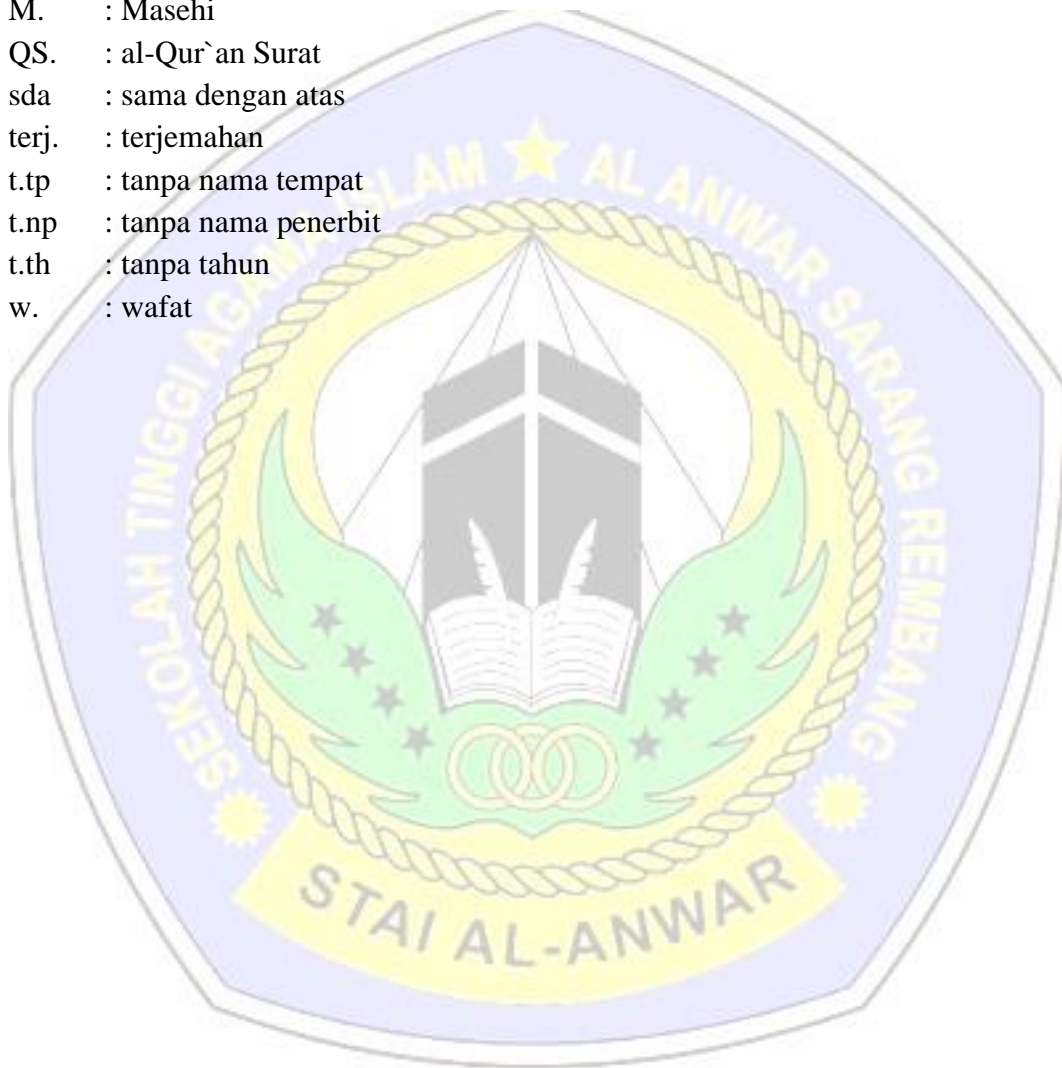 M. : Masehi
QS. : al-Qur`an Surat
sda : sama dengan atas
terj. : terjemahan
t.tp : tanpa nama tempat
t.np : tanpa nama penerbit
t.th : tanpa tahun
w. : wafat
SEKOLAH TINGGI AGAMA ISLAM AL ANWAR SARANG REMBANG
STAI AL-ANWAR